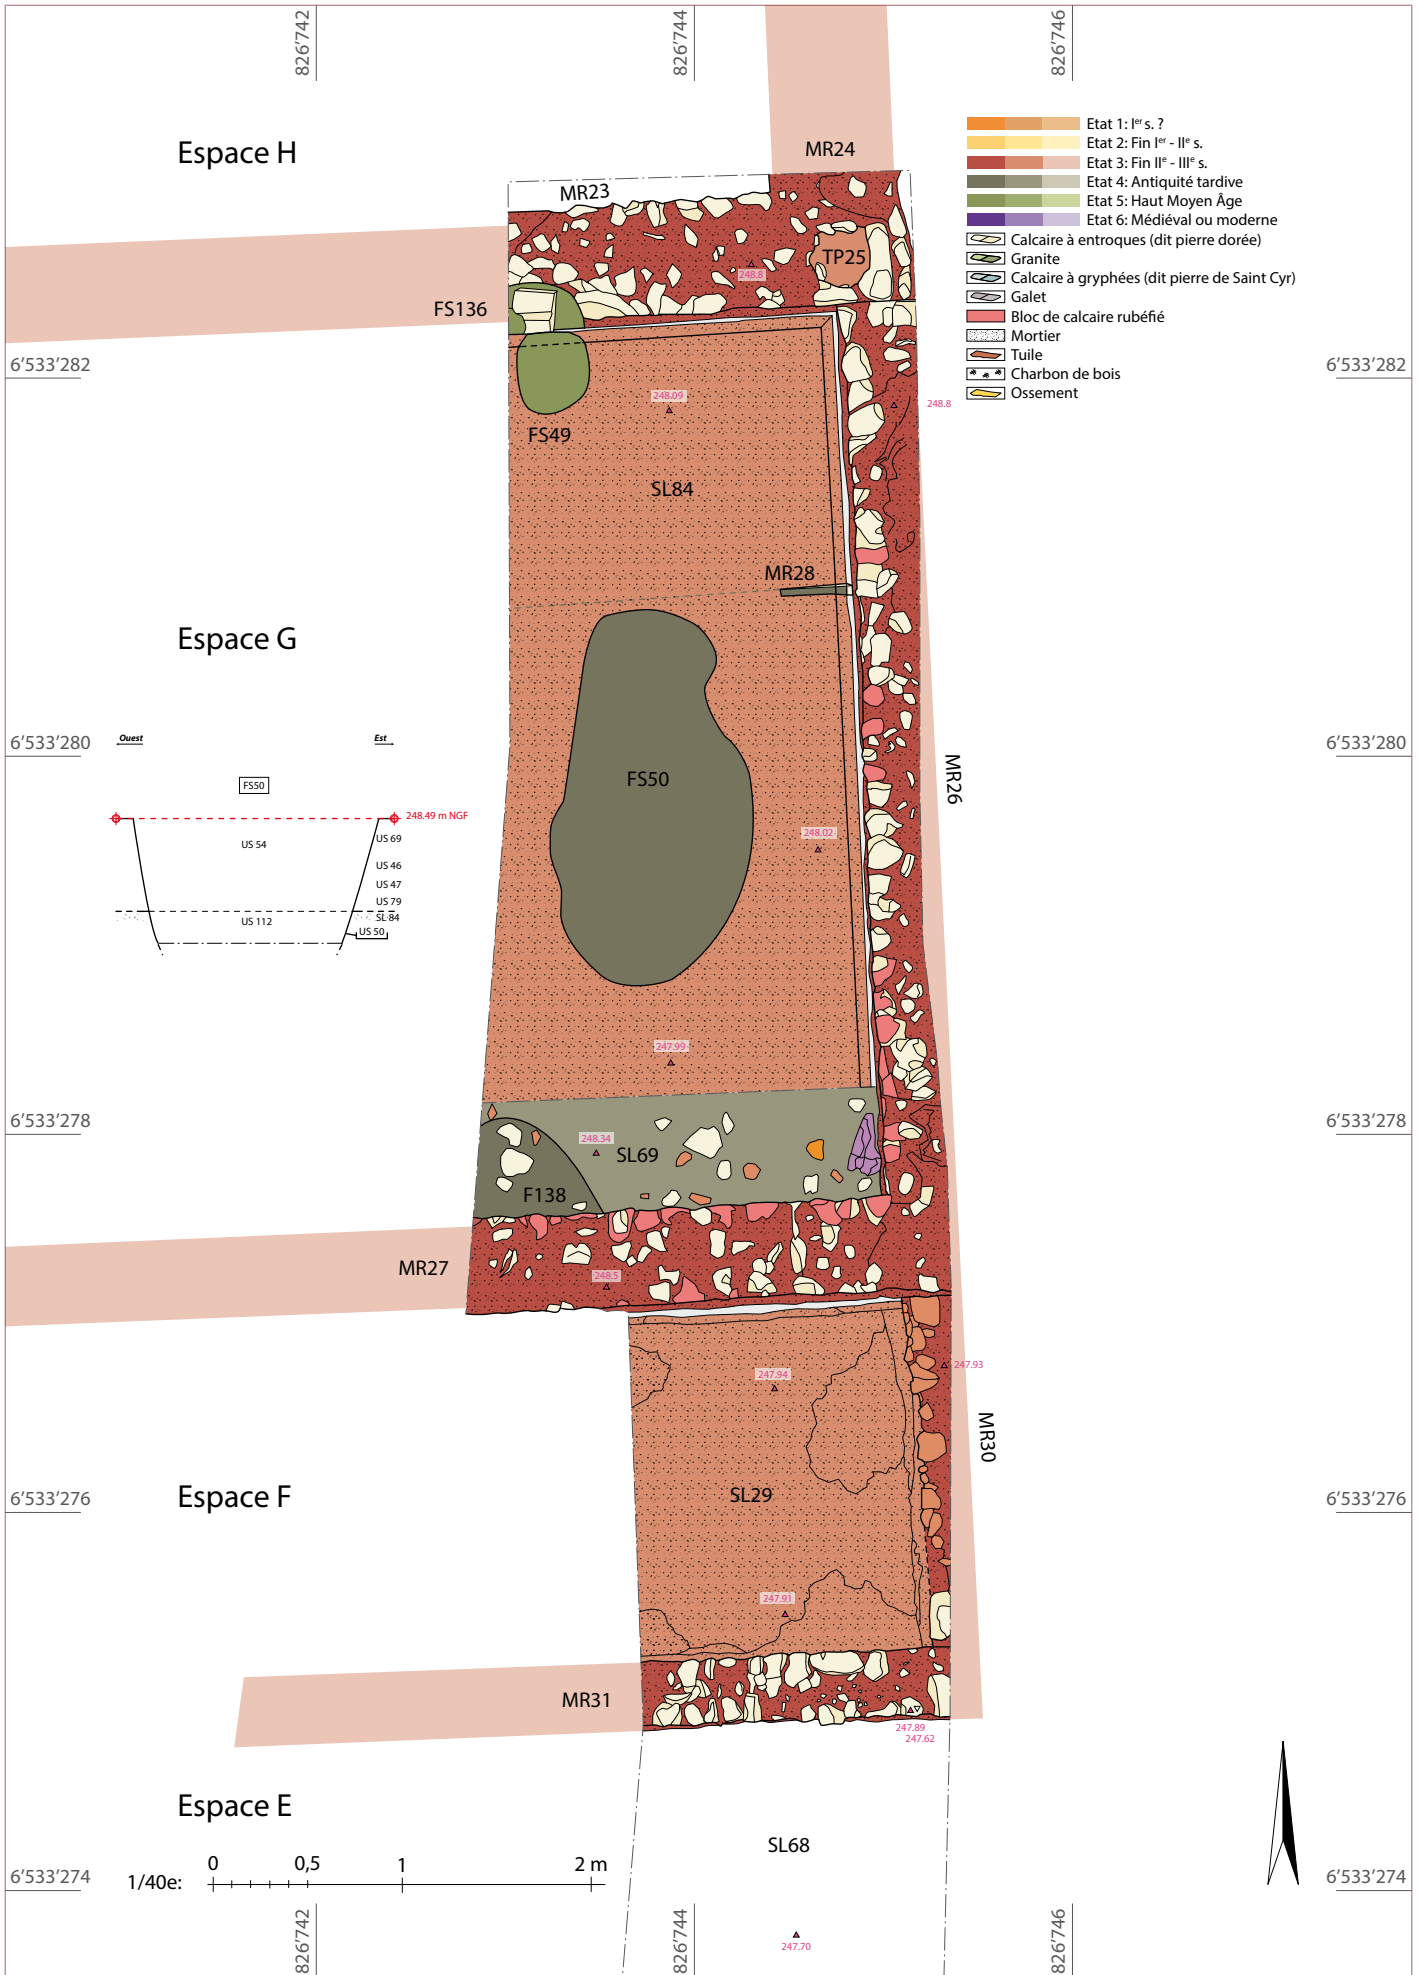 826’742
826’744
826’746
Espace H
MR24
MR23
Etat 1: Ier s. ?
Etat 2: Fin Ier - IIe s.
Etat 3: Fin IIe - IIIe s.
Etat 4: Antiquité tardive
Etat 5: Haut Moyen Âge
Etat 6: Médiéval ou moderne
Calcaire à entroques (dit pierre dorée)
Granite
Calcaire à gryphées (dit pierre de Saint Cyr)
Galet
Bloc de calcaire rubéfié
Mortier
Tuile
Charbon de bois
Ossement
TP25
248.8
FS136
6’533’282
6’533’282
248.09
248.8
FS49
SL84
MR28
Espace G
6’533’280
6’533’280
Ouest
Est
FS50
FS50
MR26
248.49 m NGF
US 54
US 69
US 46
US 47
US 79
SL 84
US 112
US 50
248.02
247.99
6’533’278
6’533’278
248.34
SL69
F138
MR27
248.5
247.93
247.94
MR30
6’533’276
Espace F
SL29
6’533’276
247.91
MR31
247.89
247.62
Espace E
SL68
1/40e:
0
0,5
1
2 m
6’533’274
6’533’274
826’742
826’744
826’746
247.70